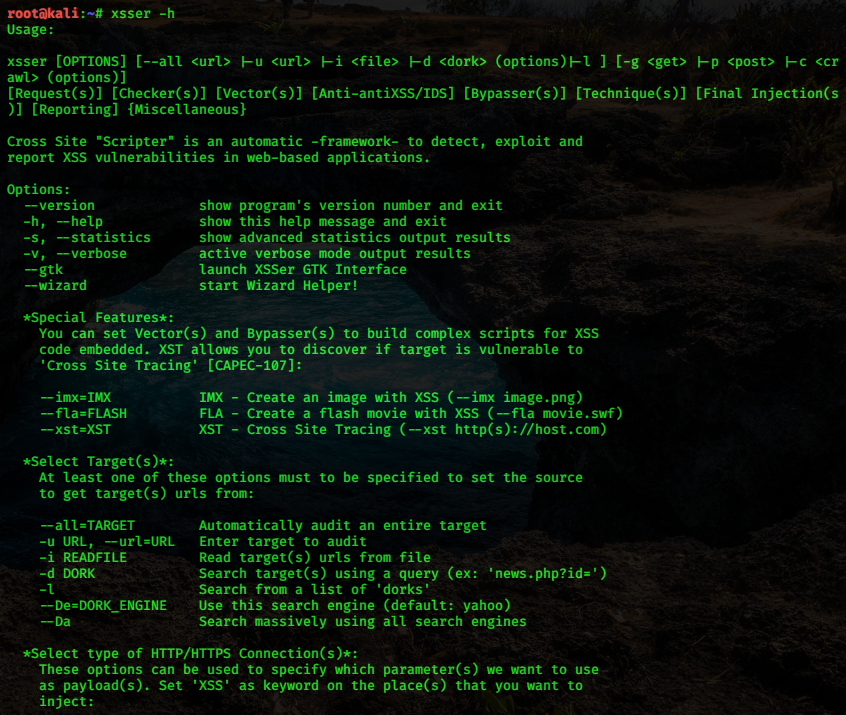 root@kali:~# xsser -h
Usage:
xsser [OPTIONS] [--all <url> |-u <url> |-i <file> |-d <dork> (options)|-l ] [-g <get> |-p <post> |-c <cr
awl> (options)]
[Request(s)] [Checker(s)] [Vector(s)] [Anti-antiXSS/IDS] [Bypasser(s)] [Technique(s)] [Final Injection(s
)] [Reporting] {Miscellaneous}
Cross Site "Scripter" is an automatic -framework- to detect, exploit and
report XSS vulnerabilities in web-based applications.
Options:
--version show program's version number and exit
-h, --help show this help message and exit
-s, --statistics show advanced statistics output results
-v, --verbose active verbose mode output results
--gtk launch XSSer GTK Interface
--wizard start Wizard Helper!
*Special Features*:
You can set Vector(s) and Bypasser(s) to build complex scripts for XSS
code embedded. XST allows you to discover if target is vulnerable to
'Cross Site Tracing' [CAPEC-107]:
--imx=IMX IMX - Create an image with XSS (--imx image.png)
--fla=FLASH FLA - Create a flash movie with XSS (--fla movie.swf)
--xst=XST XST - Cross Site Tracing (--xst http(s)://host.com)
*Select Target(s)*:
At least one of these options must to be specified to set the source
to get target(s) urls from:
--all=TARGET Automatically audit an entire target
-u URL, --url=URL Enter target to audit
-i READFILE Read target(s) urls from file
-d DORK Search target(s) using a query (ex: 'news.php?id=')
-l Search from a list of 'dorks'
--De=DORK_ENGINE Use this search engine (default: yahoo)
--Da Search massively using all search engines
*Select type of HTTP/HTTPS Connection(s)*:
These options can be used to specify which parameter(s) we want to use
as payload(s). Set 'XSS' as keyword on the place(s) that you want to
inject: